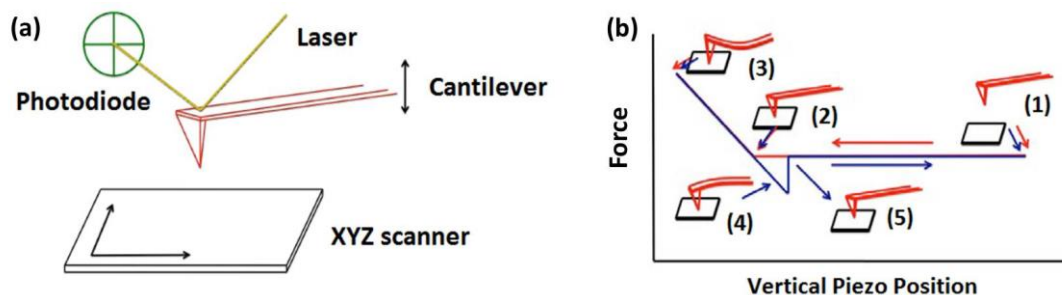 (a)
Laser
Photodiode
Cantilever
XYZ scanner
(b)
Force
(3)
(2)
(1)
(4)
(5)
Vertical Piezo Position